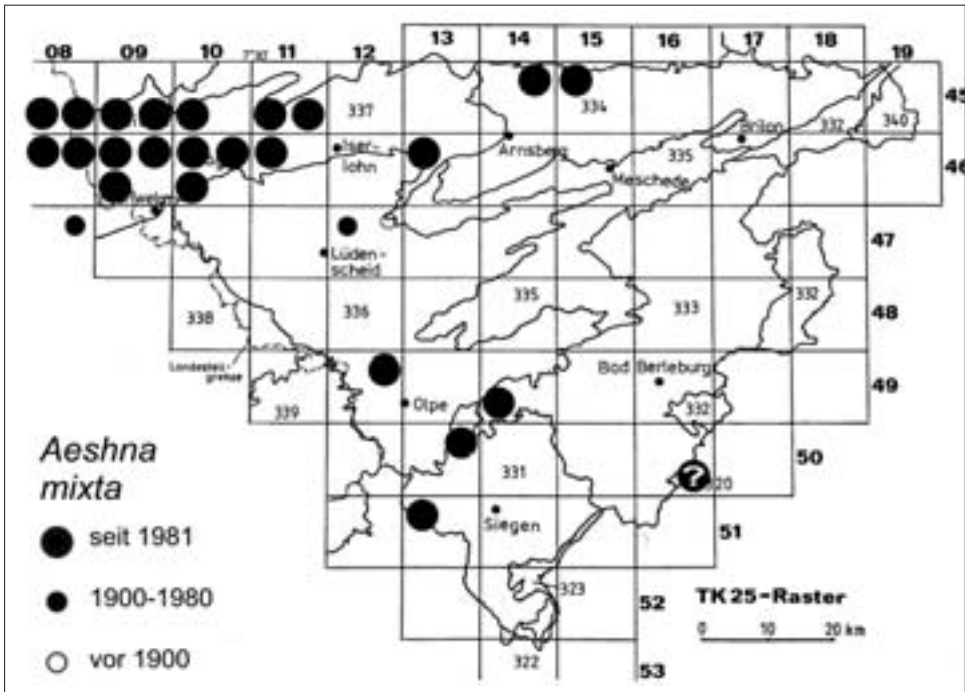 13 14 15 16 17 18
08 09 10 11 12 19
337 334 332 340 45
Iser-
lohn
Arnsberg
335
Brilon
Meschede
46
Lüden-
scheid
47
338 336 335 333 332 48
Landesteil-
grenze
Bad Berleburg
339
Olpe
332
49
Aeshna
mixta
331
?
20
50
seit 1981
Siegen
51
1900-1980
323
52
TK 25-Raster
0 10 20 km
vor 1900
322
53